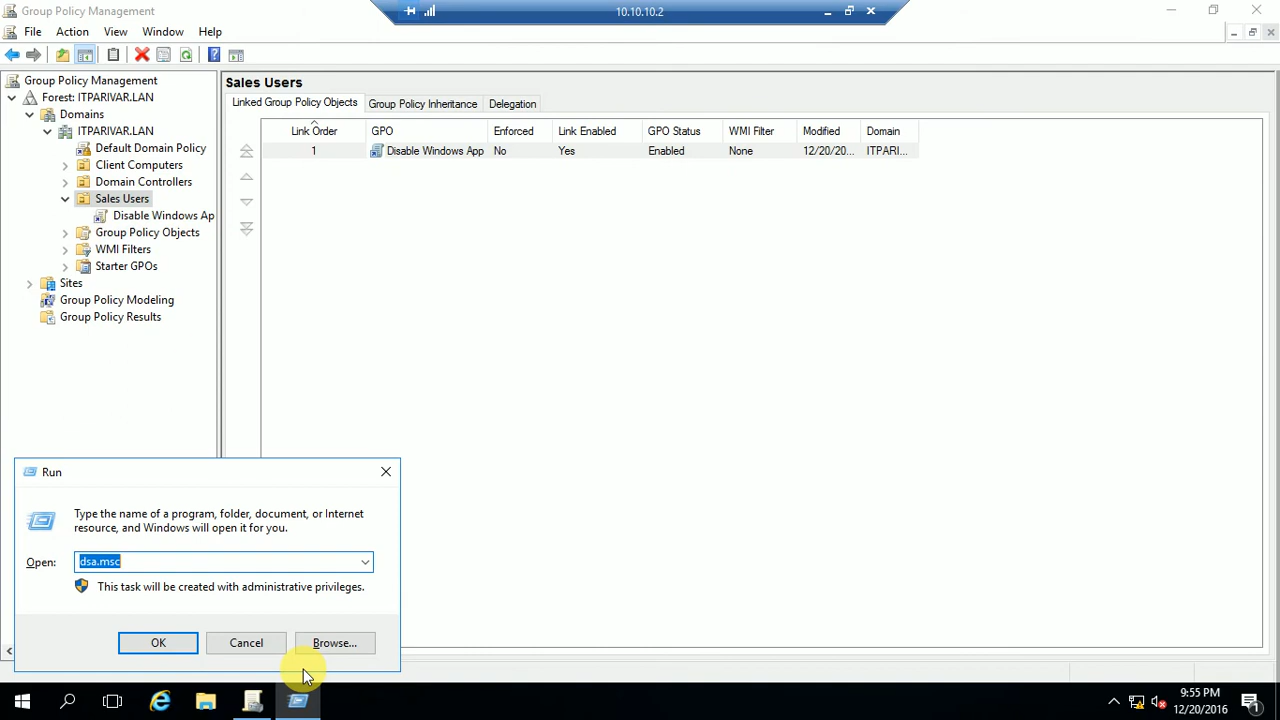 Group Policy Management
10.10.10.2
File Action View Window Help
Group Policy Management
Forest: ITPARIVAR.LAN
Domains
ITPARIVAR.LAN
Default Domain Policy
Client Computers
Domain Controllers
Sales Users
Disable Windows Ap
Group Policy Objects
WMI Filters
Starter GPOs
Sites
Group Policy Modeling
Group Policy Results
Sales Users
Linked Group Policy Objects Group Policy Inheritance Delegation
Link Order GPO Enforced Link Enabled GPO Status WMI Filter Modified Domain
1 Disable Windows App No Yes Enabled None 12/20/20... ITPARI...
Run
Type the name of a program, folder, document, or Internet
resource, and Windows will open it for you.
Open: dsa.msc
This task will be created with administrative privileges.
OK Cancel Browse...
9:55 PM
12/20/2016
1